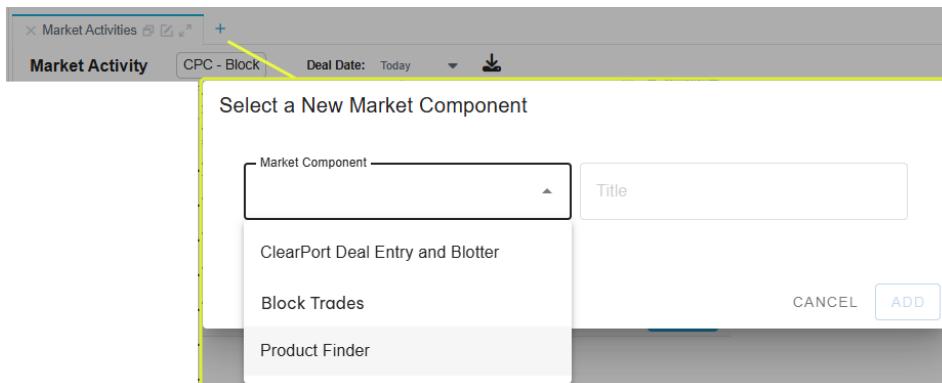 Market Activities
+
Market Activity CPC - Block Deal Date: Today
Select a New Market Component
Market Component
Title
ClearPort Deal Entry and Blotter
Block Trades
CANCEL ADD
Product Finder